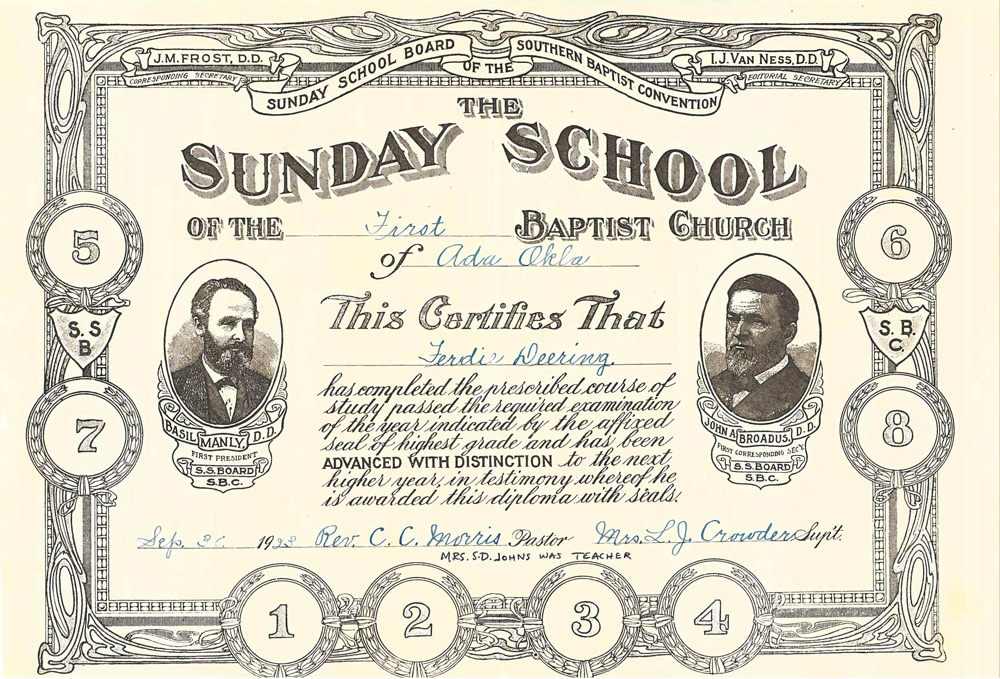 J.M. FROST, D.D.
CORRESPONDING SECRETARY
SUNDAY SCHOOL BOARD OF THE SOUTHERN BAPTIST CONVENTION
I.J. VAN NESS, D.D.
EDITORIAL SECRETARY
THE
SUNDAY SCHOOL
OF THE First BAPTIST CHURCH
of Ada Okla
This Certifies That
Ferdie Deering.
has completed the prescribed course of
study passed the required examination
of the year indicated by the affixed
seal of highest grade and has been
ADVANCED WITH DISTINCTION to the next
higher year, in testimony whereof he
is awarded this diploma with seals.
5
S. S
B
7
BASIL MANLY, D.D.
FIRST PRESIDENT
S.S. BOARD
S.B.C.
6
S. B.
C.
8
JOHN A BROADUS, D.D.
FIRST CORRESPONDING SEC'Y
S.S. BOARD
S.B.C.
Sep. 19 Rev. C. C. Morris Pastor Mrs. L. J. Crowder Sup't.
MRS. S.D. JOHNS WAS TEACHER
1 2 3 4